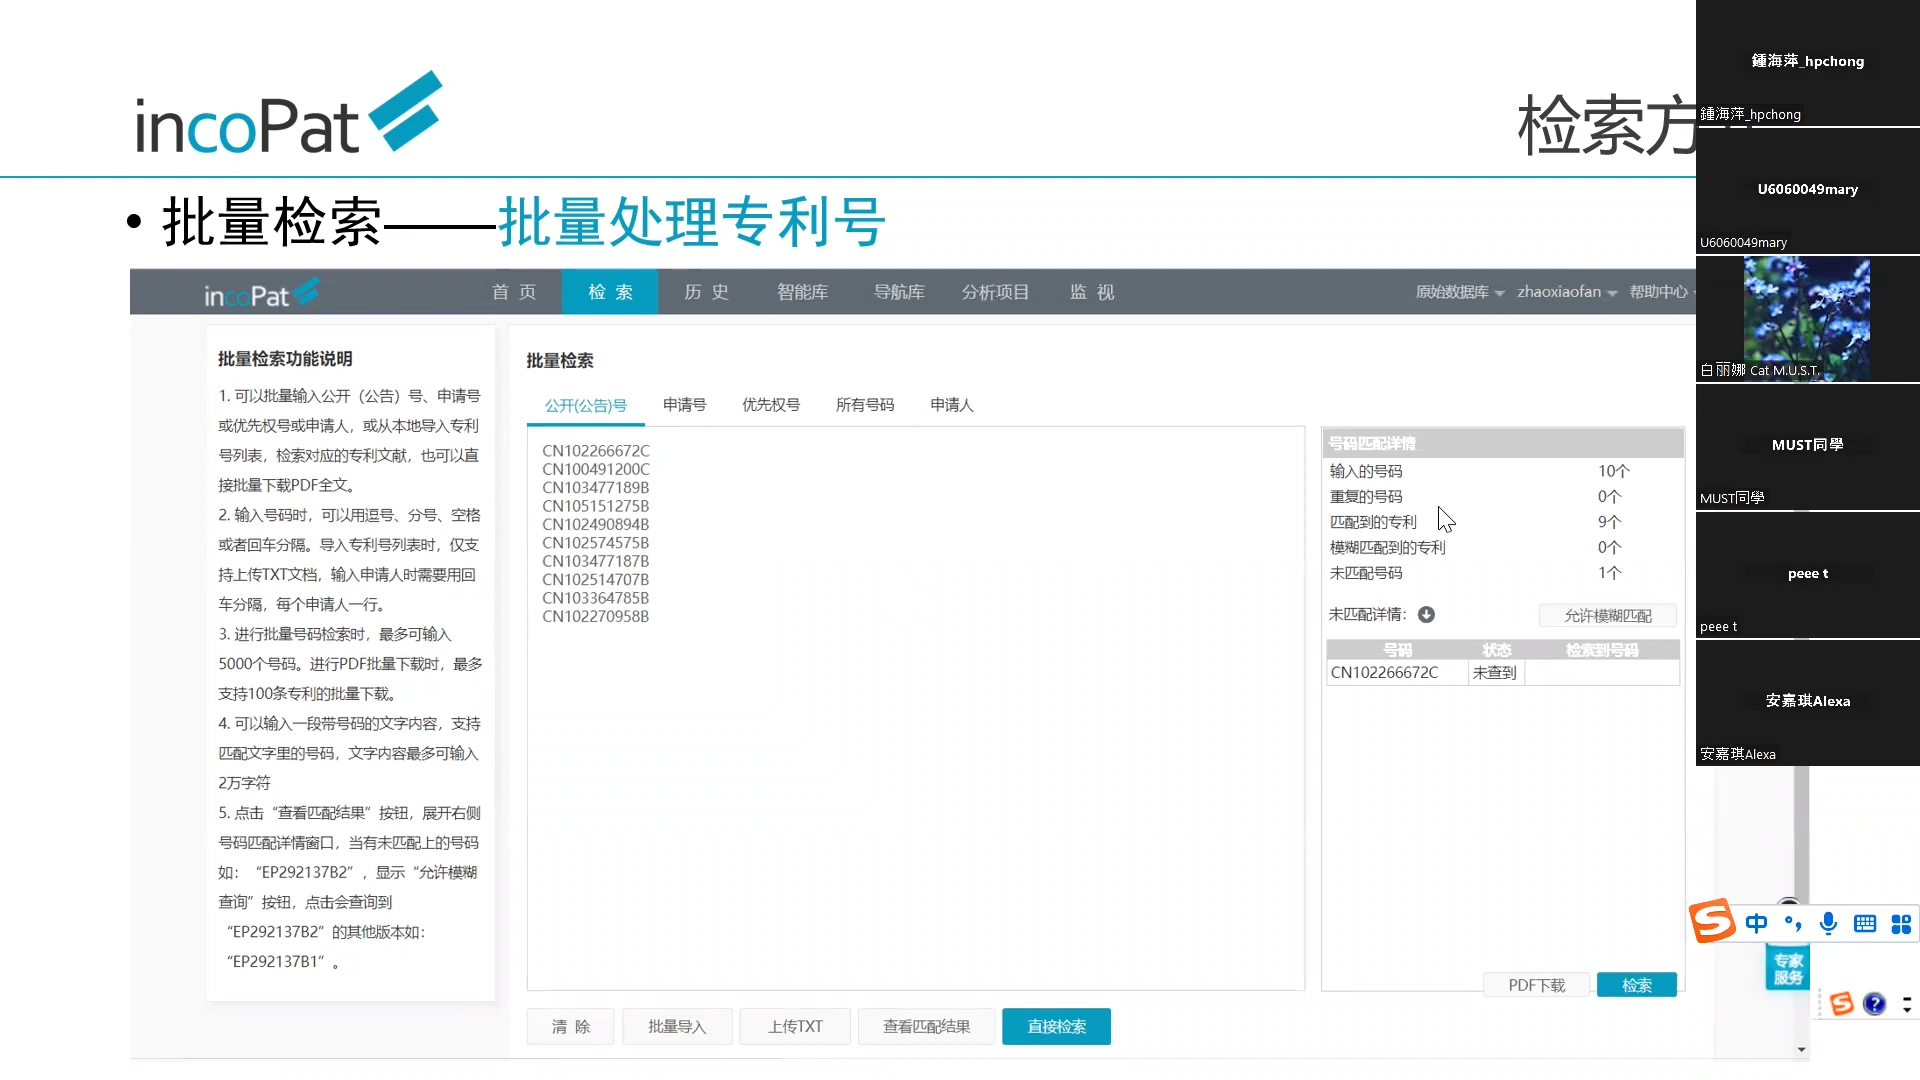 incoPat
检索方
• 批量检索——批量处理专利号
incoPat
首 页
检 索
历 史
智能库
导航库
分析项目
监 视
原始数据库
zhaoxiaofan
帮助中心
批量检索功能说明
1. 可以批量输入公开（公告）号、申请号
或优先权号或申请人，或从本地导入专利
号列表，检索对应的专利文献，也可以直
接批量下载PDF全文。
2. 输入号码时，可以用逗号、分号、空格
或者回车分隔。导入专利号列表时，仅支
持上传TXT文档，输入申请人时需要用回
车分隔，每个申请人一行。
3. 进行批量号码检索时，最多可输入
5000个号码。进行PDF批量下载时，最多
支持100条专利的批量下载。
4. 可以输入一段带号码的文字内容，支持
匹配文字里的号码，文字内容最多可输入
2万字符
5. 点击“查看匹配结果”按钮，展开右侧
号码匹配详情窗口，当有未匹配上的号码
如：“EP292137B2”，显示“允许模糊
查询”按钮，点击会查询到
“EP292137B2”的其他版本如：
“EP292137B1”。
批量检索
公开(公告)号
申请号
优先权号
所有号码
申请人
CN102266672C
CN100491200C
CN103477189B
CN105151275B
CN102490894B
CN102574575B
CN103477187B
CN102514707B
CN103364785B
CN102270958B
号码匹配详情
输入的号码 10个
重复的号码 0个
匹配到的专利 9个
模糊匹配到的专利 0个
未匹配号码 1个
未匹配详情：
允许模糊匹配
号码 状态 检索到号码
CN102266672C 未查到
PDF下载
检索
清 除
批量导入
上传TXT
查看匹配结果
直接检索
鍾海萍_hpchong
鍾海萍_hpchong
U6060049mary
U6060049mary
白丽娜 Cat M.U.S.T.
MUST同學
MUST同學
peee t
peee t
安嘉琪Alexa
安嘉琪Alexa
中
专家
服务